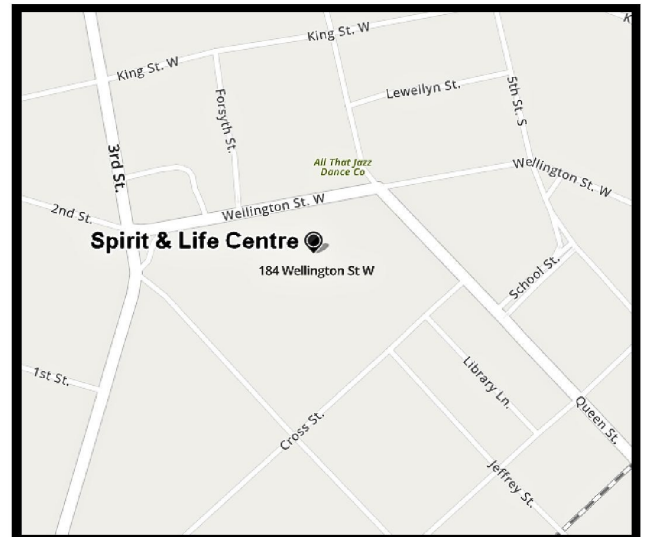 King St. W
King St. W
Lewellyn St.
5th St. S
Forsyth St.
3rd St.
All That Jazz
Dance Co
Wellington St. W
Wellington St. W
2nd St.
Spirit & Life Centre
184 Wellington St W
School St.
1st St.
Library Ln.
Cross St.
Queen St.
Jeffrey St.